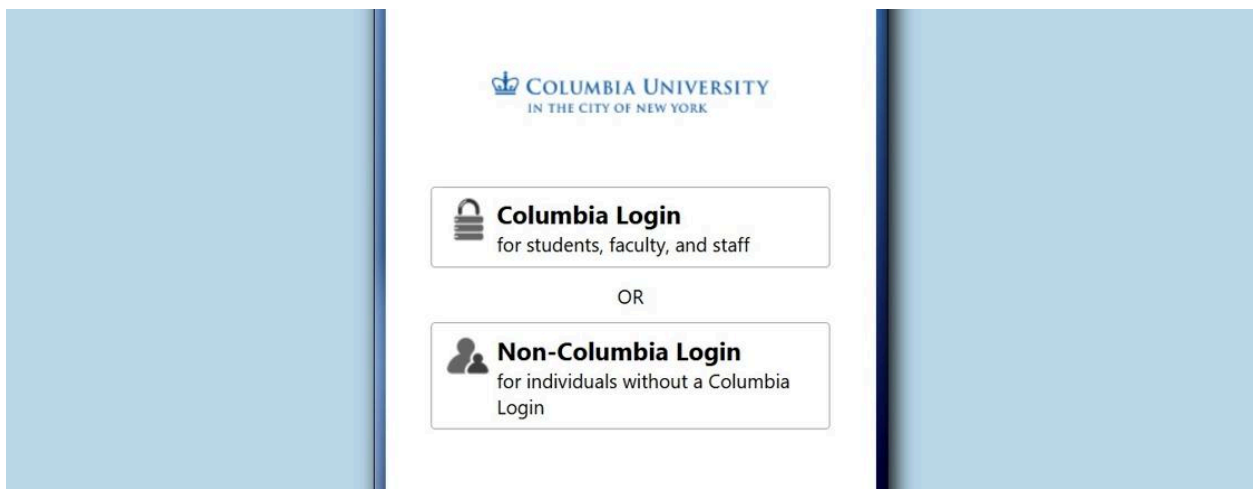 COLUMBIA UNIVERSITY
IN THE CITY OF NEW YORK
Columbia Login
for students, faculty, and staff
OR
Non-Columbia Login
for individuals without a Columbia
Login